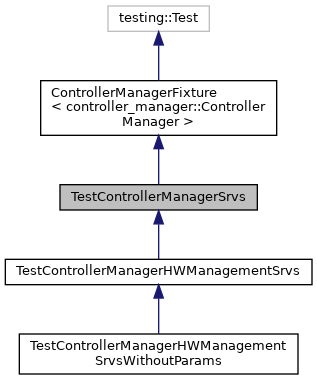 testing::Test
ControllerManagerFixture
< controller_manager::Controller
Manager >
TestControllerManagerSrvs
TestControllerManagerHWManagementSrvs
TestControllerManagerHWManagement
SrvsWithoutParams